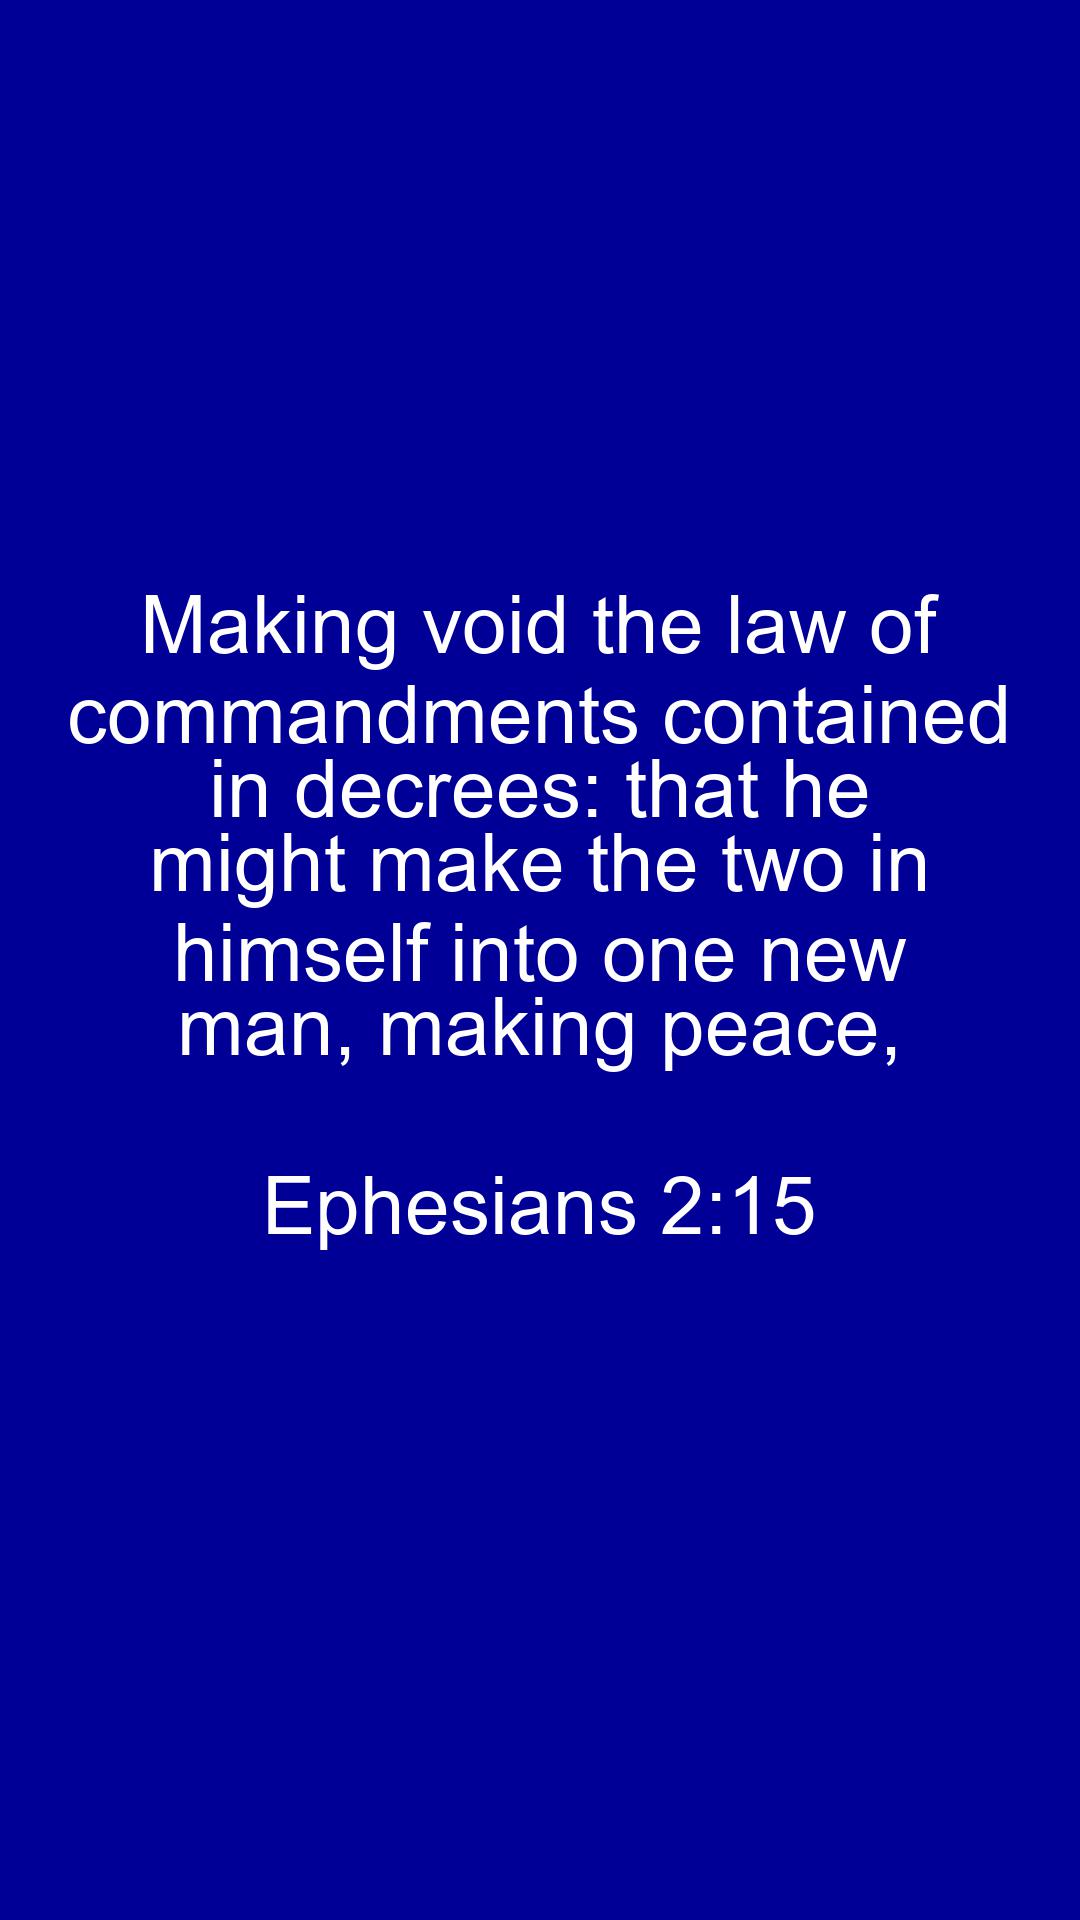 Making void the law of
commandments contained
in decrees: that he
might make the two in
himself into one new
man, making peace,
Ephesians 2:15